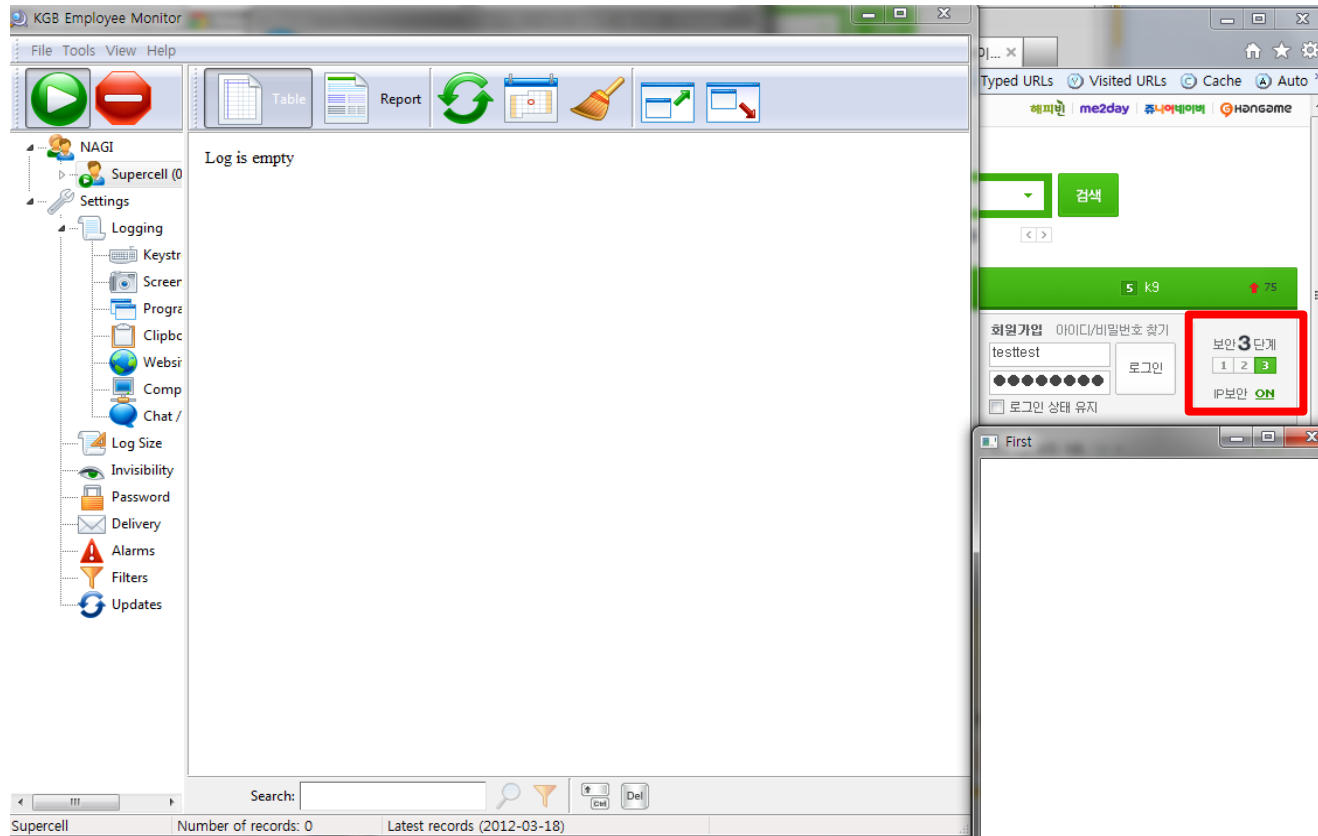 KGB Employee Monitor
File Tools View Help
Table
Report
NAGI
Supercell (0
Settings
Logging
Keystr
Screen
Progra
Clipbc
Websi
Comp
Chat /
Log Size
Invisibility
Password
Delivery
Alarms
Filters
Updates
Log is empty
Search:
Ctrl
Del
Supercell
Number of records: 0
Latest records (2012-03-18)
Typed URLs Visited URLs Cache Auto
해피빈 me2day 쥬니어네이버 HanGame
검색
5 k9 75
회원가입 아이디/비밀번호 찾기
testtest
로그인
로그인 상태 유지
보안 3 단계
1 2 3
IP보안 ON
First